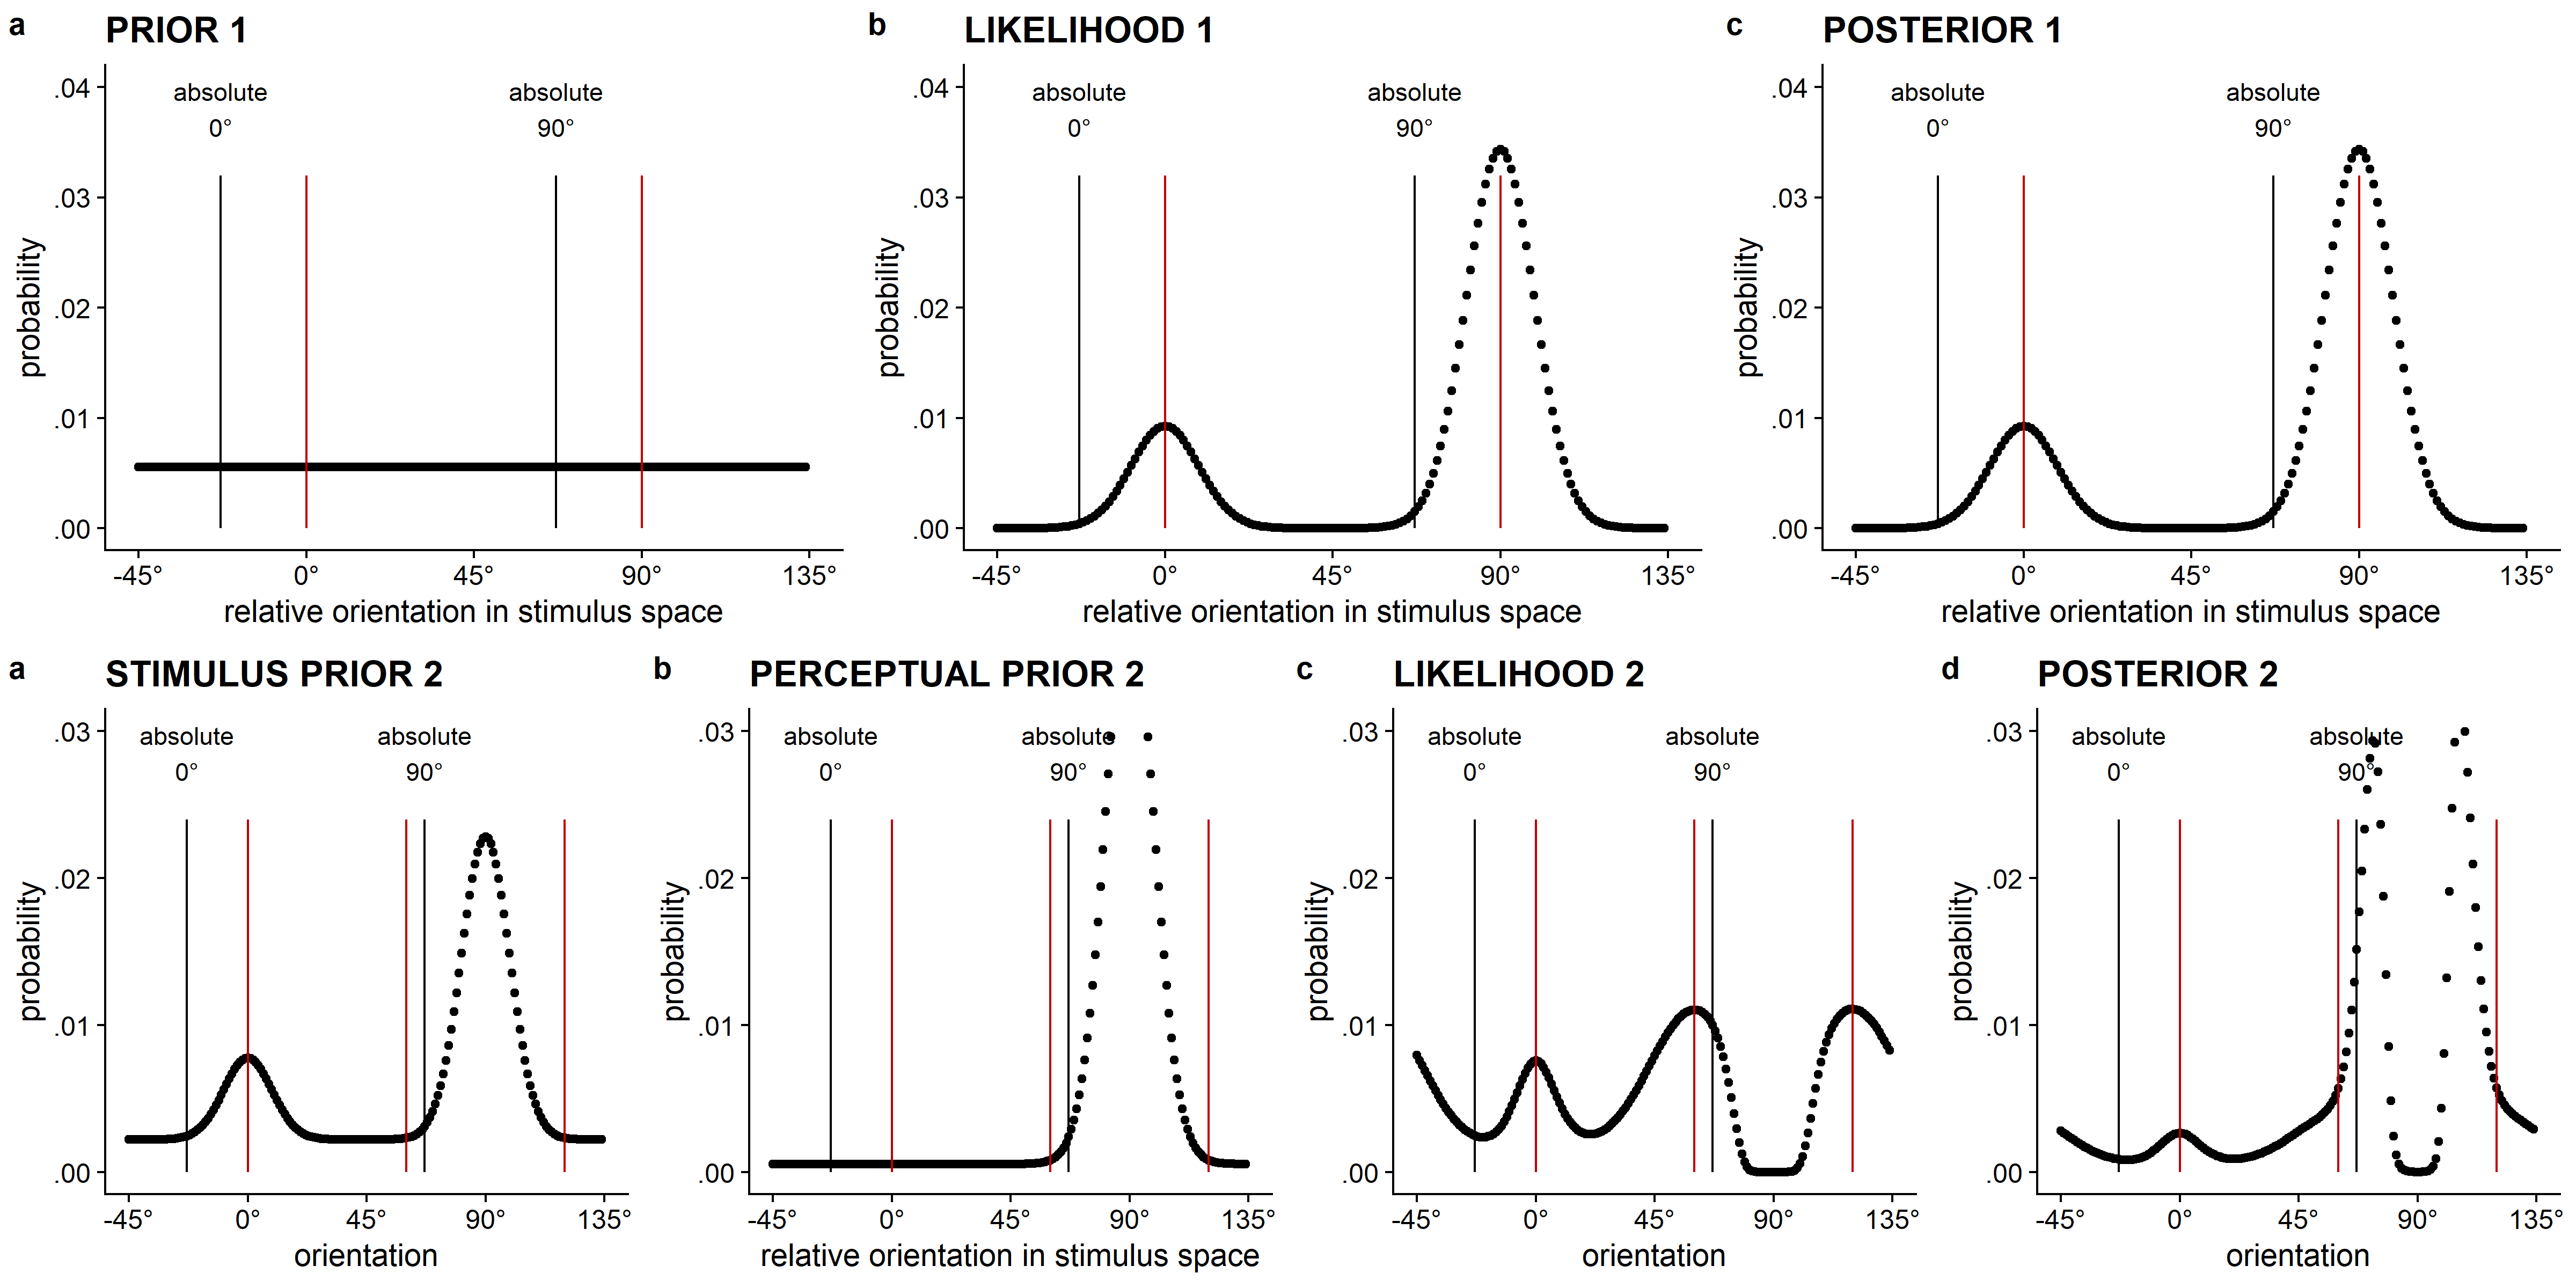 a PRIOR 1
.04
.03
.02
.01
.00
absolute absolute
0° 90°
probability
-45° 0° 45° 90° 135°
relative orientation in stimulus space
b LIKELIHOOD 1
.04
.03
.02
.01
.00
absolute absolute
0° 90°
probability
-45° 0° 45° 90° 135°
relative orientation in stimulus space
c POSTERIOR 1
.04
.03
.02
.01
.00
absolute absolute
0° 90°
probability
-45° 0° 45° 90° 135°
relative orientation in stimulus space
a STIMULUS PRIOR 2
.03
.02
.01
.00
absolute absolute
0° 90°
probability
-45° 0° 45° 90° 135°
orientation
b PERCEPTUAL PRIOR 2
.03
.02
.01
.00
absolute absolute
0° 90°
probability
-45° 0° 45° 90° 135°
relative orientation in stimulus space
c LIKELIHOOD 2
.03
.02
.01
.00
absolute absolute
0° 90°
probability
-45° 0° 45° 90° 135°
orientation
d POSTERIOR 2
.03
.02
.01
.00
absolute absolute
0° 90°
probability
-45° 0° 45° 90° 135°
orientation